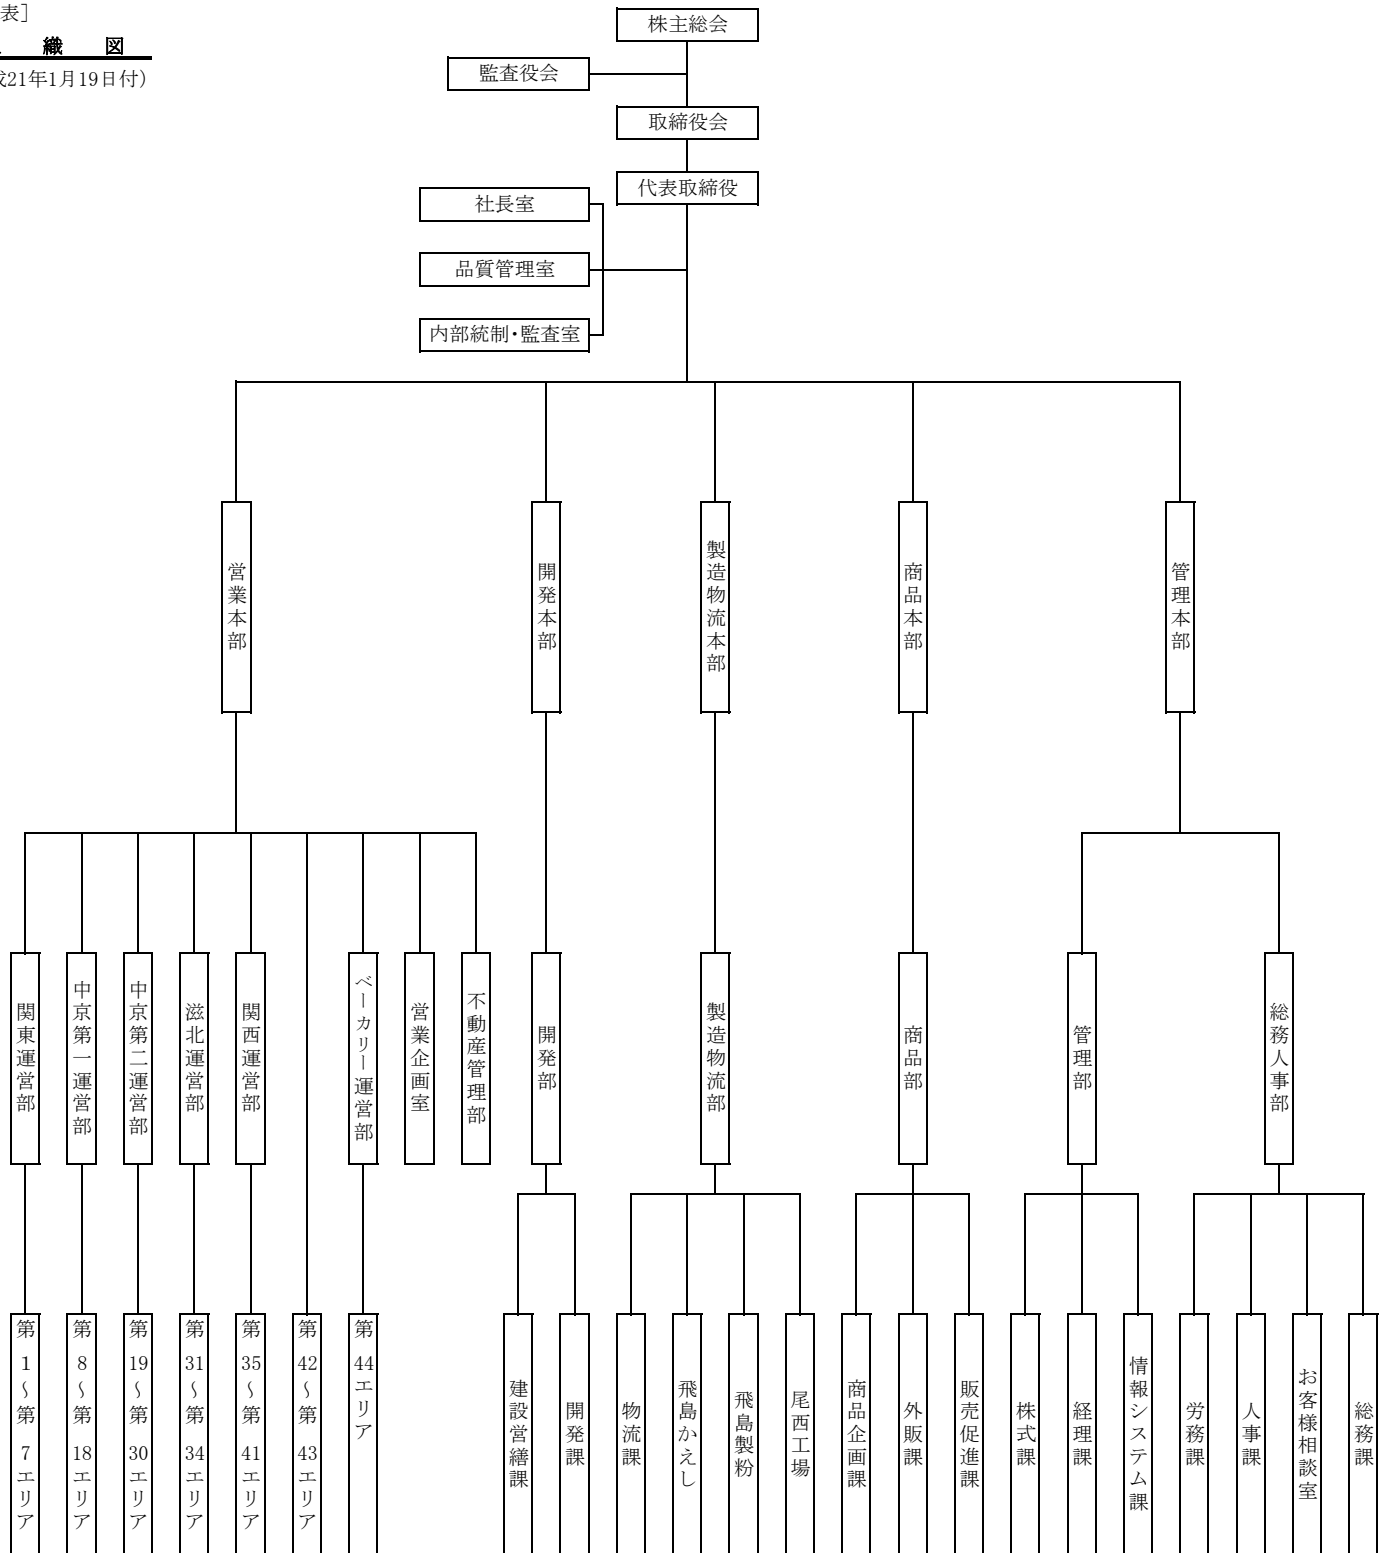 表］
織　図
21年1月19日付）
株主総会
監査役会
取締役会
代表取締役
社長室
品質管理室
内部統制・監査室
営業本部
開発本部
製造物流本部
商品本部
管理本部
関東運営部
中京第一運営部
中京第二運営部
滋北運営部
関西運営部
ベーカリー運営部
営業企画室
不動産管理部
開発部
製造物流部
商品部
管理部
総務人事部
第1～第7エリア
第8～第18エリア
第19～第30エリア
第31～第34エリア
第35～第41エリア
第42～第43エリア
第44エリア
建設営繕課
開発課
物流課
飛島かえし
飛島製粉
尾西工場
商品企画課
外販課
販売促進課
株式課
経理課
情報システム課
労務課
人事課
お客様相談室
総務課